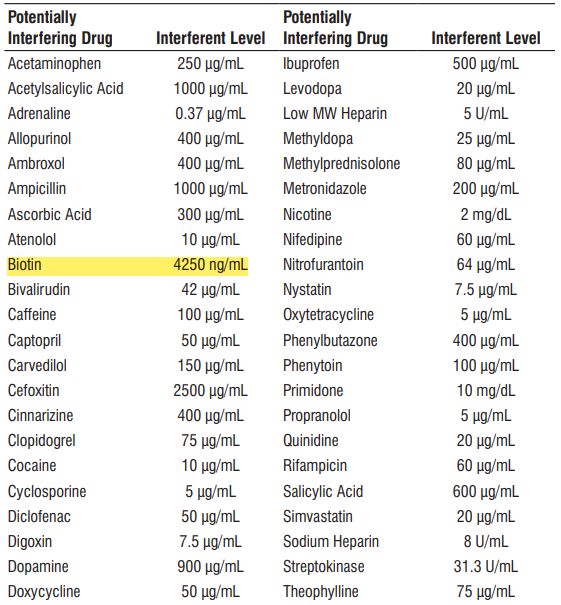 Potentially Potentially
Interfering Drug Interferent Level Interfering Drug Interferent Level
Acetaminophen 250 µg/mL Ibuprofen 500 µg/mL
Acetylsalicylic Acid 1000 µg/mL Levodopa 20 µg/mL
Adrenaline 0.37 µg/mL Low MW Heparin 5 U/mL
Allopurinol 400 µg/mL Methyldopa 25 µg/mL
Ambroxol 400 µg/mL Methylprednisolone 80 µg/mL
Ampicillin 1000 µg/mL Metronidazole 200 µg/mL
Ascorbic Acid 300 µg/mL Nicotine 2 mg/dL
Atenolol 10 µg/mL Nifedipine 60 µg/mL
Biotin 4250 ng/mL Nitrofurantoin 64 µg/mL
Bivalirudin 42 µg/mL Nystatin 7.5 µg/mL
Caffeine 100 µg/mL Oxytetracycline 5 µg/mL
Captopril 50 µg/mL Phenylbutazone 400 µg/mL
Carvedilol 150 µg/mL Phenytoin 100 µg/mL
Cefoxitin 2500 µg/mL Primidone 10 mg/dL
Cinnarizine 400 µg/mL Propranolol 5 µg/mL
Clopidogrel 75 µg/mL Quinidine 20 µg/mL
Cocaine 10 µg/mL Rifampicin 60 µg/mL
Cyclosporine 5 µg/mL Salicylic Acid 600 µg/mL
Diclofenac 50 µg/mL Simvastatin 20 µg/mL
Digoxin 7.5 µg/mL Sodium Heparin 8 U/mL
Dopamine 900 µg/mL Streptokinase 31.3 U/mL
Doxycycline 50 µg/mL Theophylline 75 µg/mL